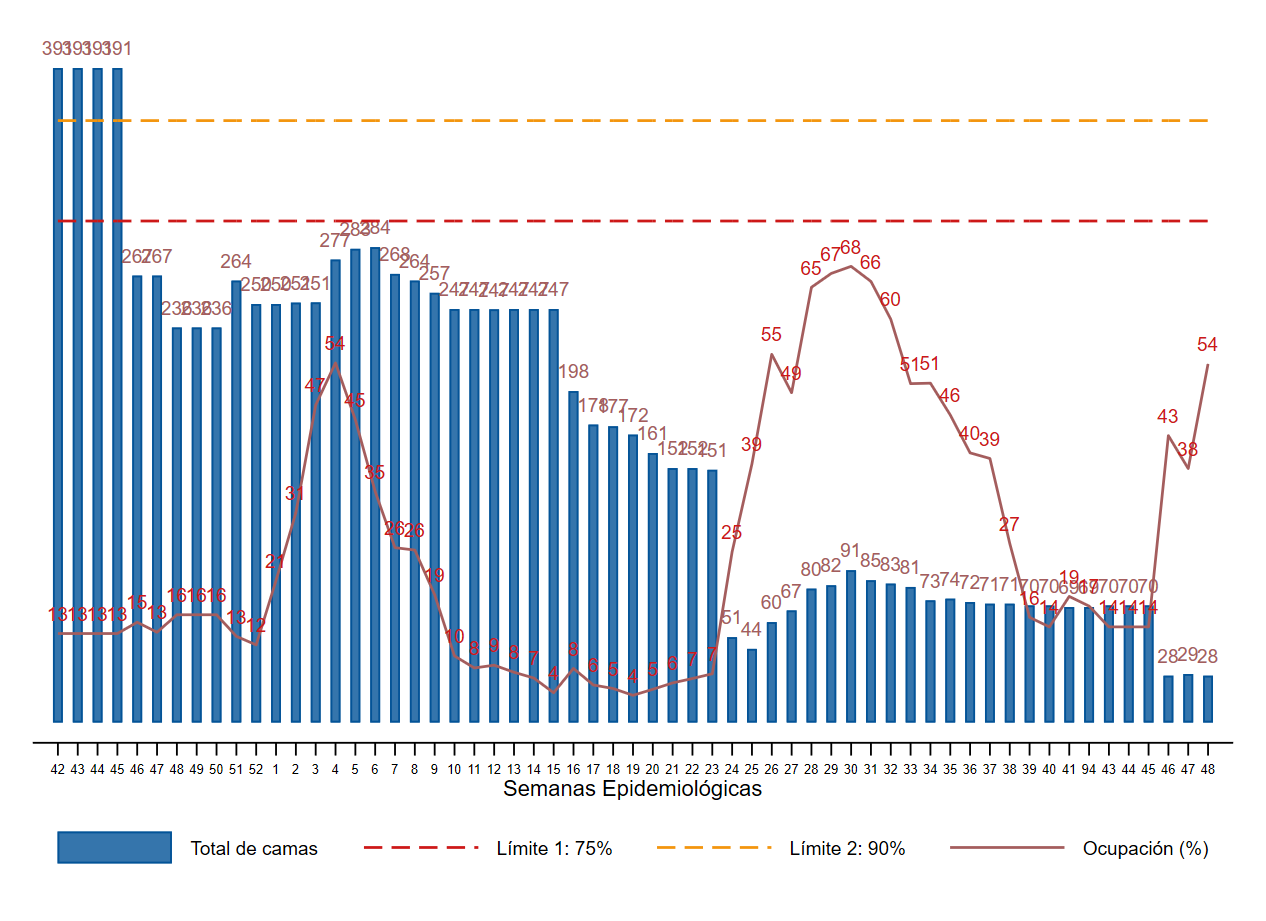 391 391 391 391 267 267 236 236 236 264 250 250 251 251 277 283 284 268 264 257 247 247 247 247 247 247 198 178 177 172 161 152 152 151 51 44 60 67 80 82 91 85 83 81 73 74 72 71 71 70 70 69 69 70 70 70 28 29 28
13 13 13 13 15 13 16 16 16 13 12 21 31 47 54 45 35 26 26 19 10 8 9 8 7 4 8 6 5 4 5 6 7 7 25 39 55 49 65 67 68 66 60 51 51 46 40 39 27 16 14 19 17 14 14 14 43 38 54
42 43 44 45 46 47 48 49 50 51 52 1 2 3 4 5 6 7 8 9 10 11 12 13 14 15 16 17 18 19 20 21 22 23 24 25 26 27 28 29 30 31 32 33 34 35 36 37 38 39 40 41 94 43 44 45 46 47 48
Semanas Epidemiológicas
Total de camas Límite 1: 75% Límite 2: 90% Ocupación (%)